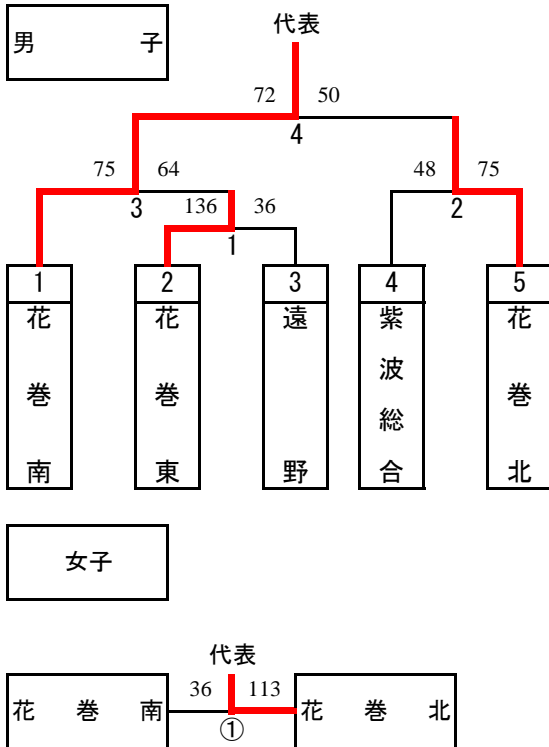 男 子
代表
72 50
4
75 64
48 75
3
136 36
2
1
1 2 3 4 5
花巻南
花巻東
遠野
紫波総合
花巻北
女子
代表
36 113
花巻南
①
花巻北